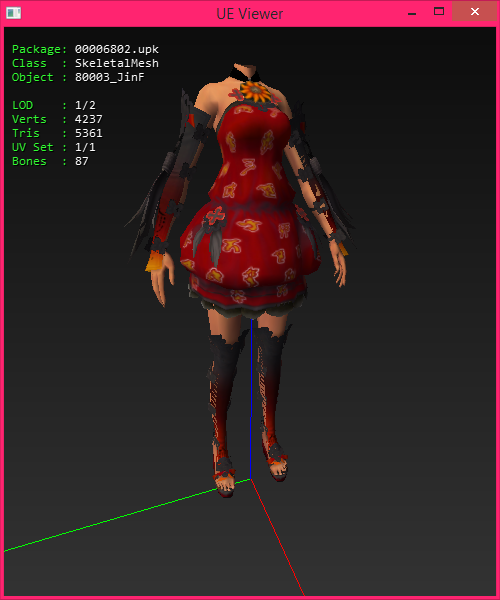 UE Viewer
Package: 00006802.upk
Class  : SkeletalMesh
Object : 80003_JinF
LOD    : 1/2
Verts  : 4237
Tris   : 5361
UV Set : 1/1
Bones  : 87